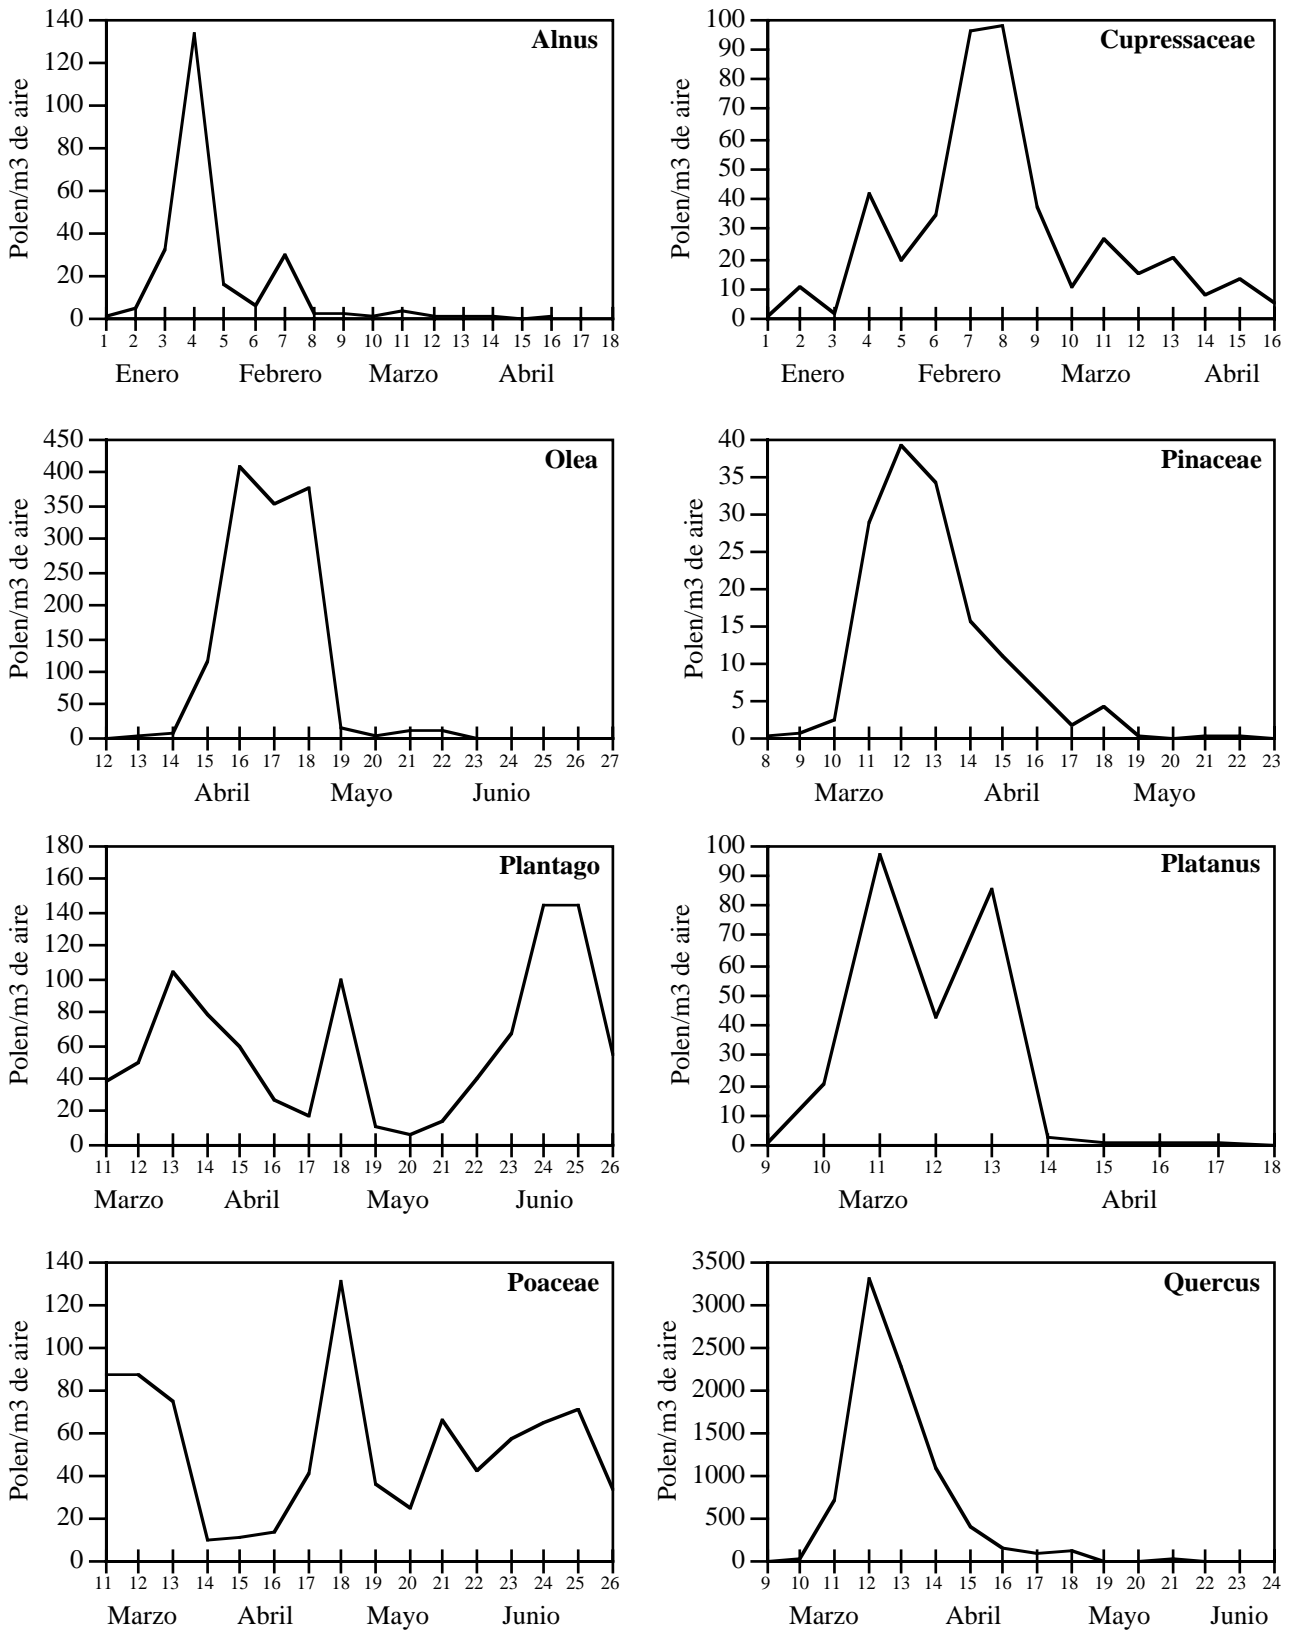 Alnus
Polen/m3 de aire
140
120
100
80
60
40
20
0
1 2 3 4 5 6 7 8 9 10 11 12 13 14 15 16 17 18
Enero Febrero Marzo Abril
Cupressaceae
Polen/m3 de aire
100
90
80
70
60
50
40
30
20
10
0
1 2 3 4 5 6 7 8 9 10 11 12 13 14 15 16
Enero Febrero Marzo Abril
Olea
Polen/m3 de aire
450
400
350
300
250
200
150
100
50
0
12 13 14 15 16 17 18 19 20 21 22 23 24 25 26 27
Abril Mayo Junio
Pinaceae
Polen/m3 de aire
40
35
30
25
20
15
10
5
0
8 9 10 11 12 13 14 15 16 17 18 19 20 21 22 23
Marzo Abril Mayo
Plantago
Polen/m3 de aire
180
160
140
120
100
80
60
40
20
0
11 12 13 14 15 16 17 18 19 20 21 22 23 24 25 26
Marzo Abril Mayo Junio
Platanus
Polen/m3 de aire
100
90
80
70
60
50
40
30
20
10
0
9 10 11 12 13 14 15 16 17 18
Marzo Abril
Poaceae
Polen/m3 de aire
140
120
100
80
60
40
20
0
11 12 13 14 15 16 17 18 19 20 21 22 23 24 25 26
Marzo Abril Mayo Junio
Quercus
Polen/m3 de aire
3500
3000
2500
2000
1500
1000
500
0
9 10 11 12 13 14 15 16 17 18 19 20 21 22 23 24
Marzo Abril Mayo Junio